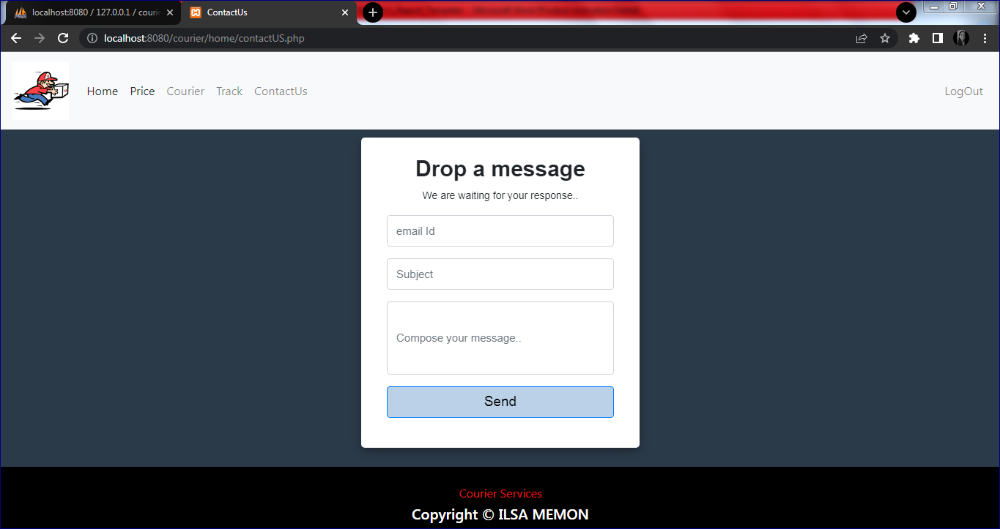 localhost:8080 / 127.0.0.1 / couri
ContactUs
localhost:8080/courier/home/contactUS.php
Home Price Courier Track ContactUs LogOut
Drop a message
We are waiting for your response..
email Id
Subject
Compose your message..
Send
Courier Services
Copyright © ILSA MEMON